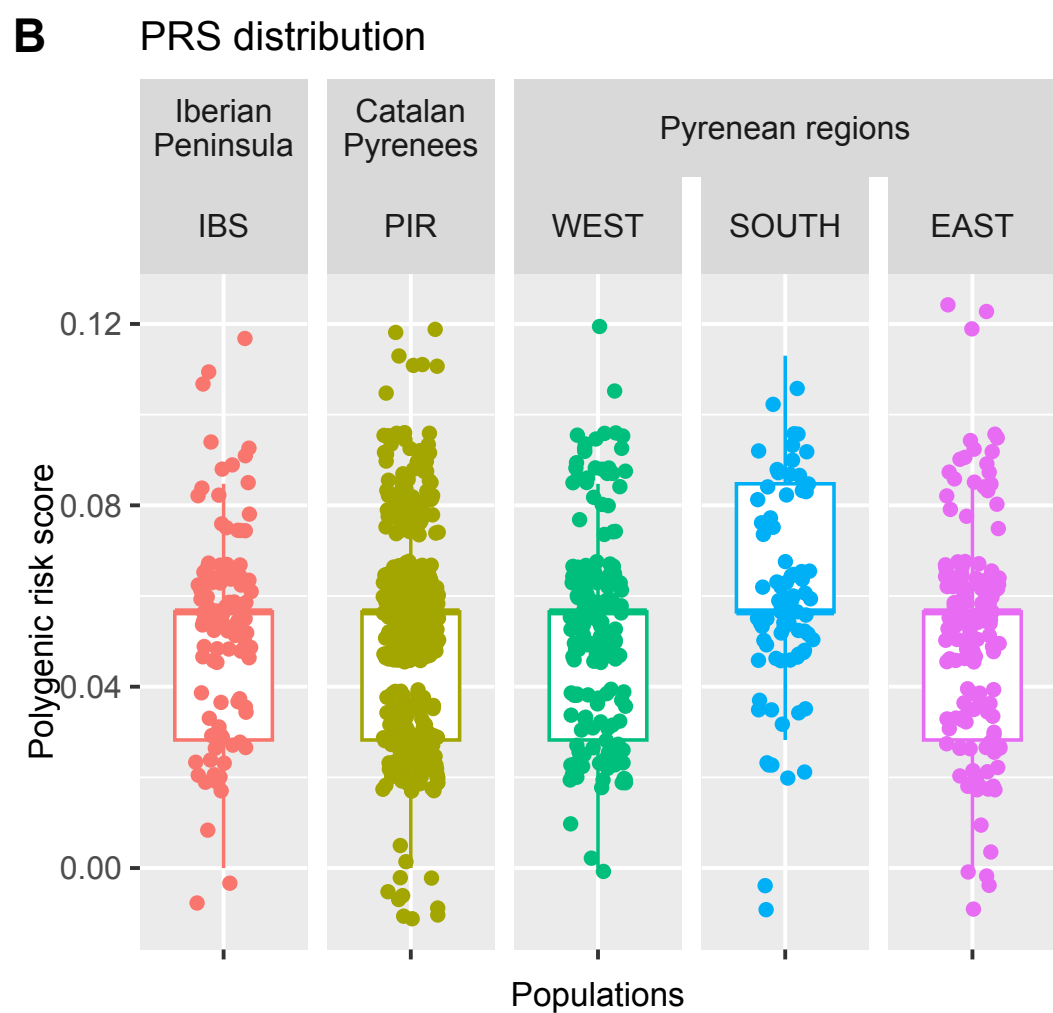 B PRS distribution
Iberian
Peninsula
Catalan
Pyrenees
Pyrenean regions
IBS
PIR
WEST
SOUTH
EAST
Polygenic risk score
0.12
0.08
0.04
0.00
Populations